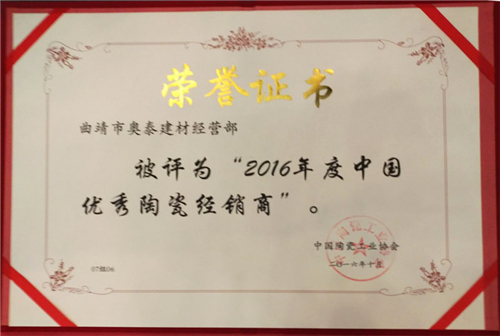 荣誉证书
曲靖市奥泰建材经营部
被评为“2016年度中国
优秀陶瓷经销商”。
中国陶瓷工业协会
二〇一六年十月